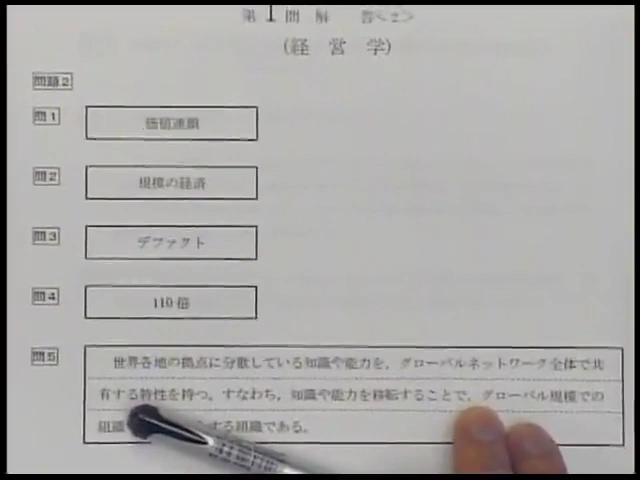 第1問解 答<2>
(経 営 学)
問題2
問1
価値連鎖
問2
規模の経済
問3
デファクト
問4
110倍
問5
世界各地の拠点に分散している知識や能力を,グローバルネットワーク全体で共
有する特性を持つ。すなわち,知識や能力を移転することで,グローバル規模での
組織 する組織である。